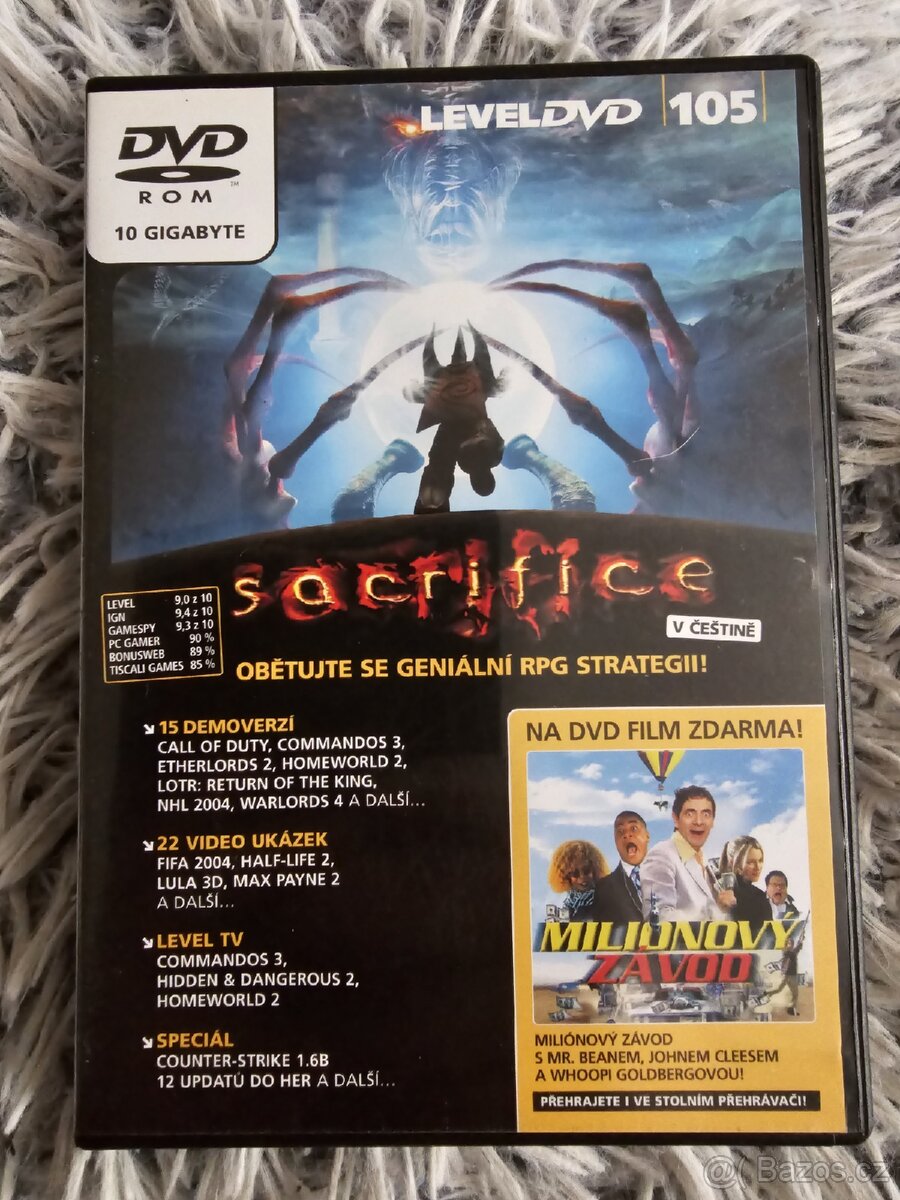 LEVELDVD 105
DVD
ROM™
10 GIGABYTE
sacrifice
V ČEŠTINĚ
LEVEL 9,0 z 10
IGN 9,4 z 10
GAMESPY 9,3 z 10
PC GAMER 90 %
BONUSWEB 89 %
TISCALI GAMES 85 %
OBĚTUJTE SE GENIÁLNÍ RPG STRATEGII!
15 DEMOVERZÍ
CALL OF DUTY, COMMANDOS 3,
ETHERLORDS 2, HOMEWORLD 2,
LOTR: RETURN OF THE KING,
NHL 2004, WARLORDS 4 A DALŠÍ...
22 VIDEO UKÁZEK
FIFA 2004, HALF-LIFE 2,
LULA 3D, MAX PAYNE 2
A DALŠÍ...
LEVEL TV
COMMANDOS 3,
HIDDEN & DANGEROUS 2,
HOMEWORLD 2
SPECIÁL
COUNTER-STRIKE 1.6B
12 UPDATŮ DO HER A DALŠÍ...
NA DVD FILM ZDARMA!
MILIÓNOVÝ
ZÁVOD
MILIÓNOVÝ ZÁVOD
S MR. BEANEM, JOHNEM CLEESEM
A WHOOPI GOLDBERGOVOU!
PŘEHRAJETE I VE STOLNÍM PŘEHRÁVAČI!
@ Bazos.cz